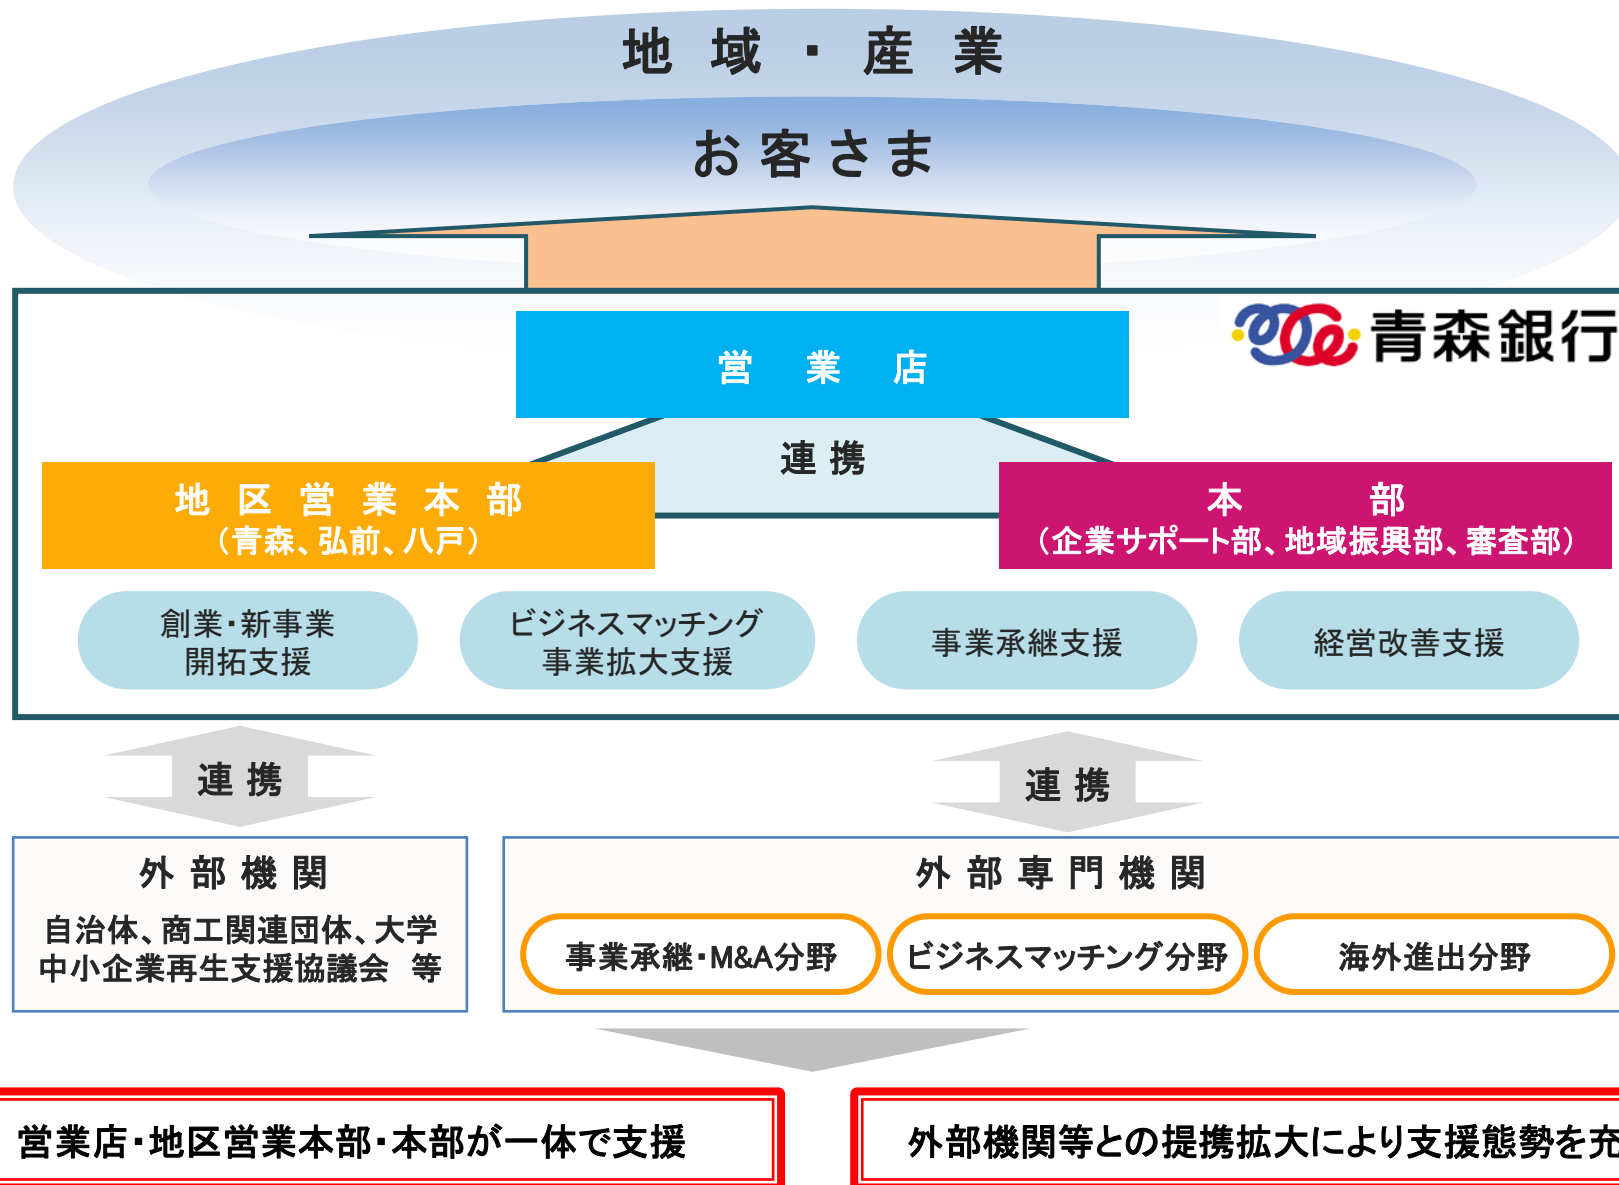 地域・産業
お客さま
青森銀行
営業店
連携
地区営業本部
（青森、弘前、八戸）
本部
（企業サポート部、地域振興部、審査部）
創業・新事業
開拓支援
ビジネスマッチング
事業拡大支援
事業承継支援
経営改善支援
連携
連携
外部機関
自治体、商工関連団体、大学
中小企業再生支援協議会　等
外部専門機関
事業承継・M&A分野
ビジネスマッチング分野
海外進出分野
営業店・地区営業本部・本部が一体で支援
外部機関等との提携拡大により支援態勢を充